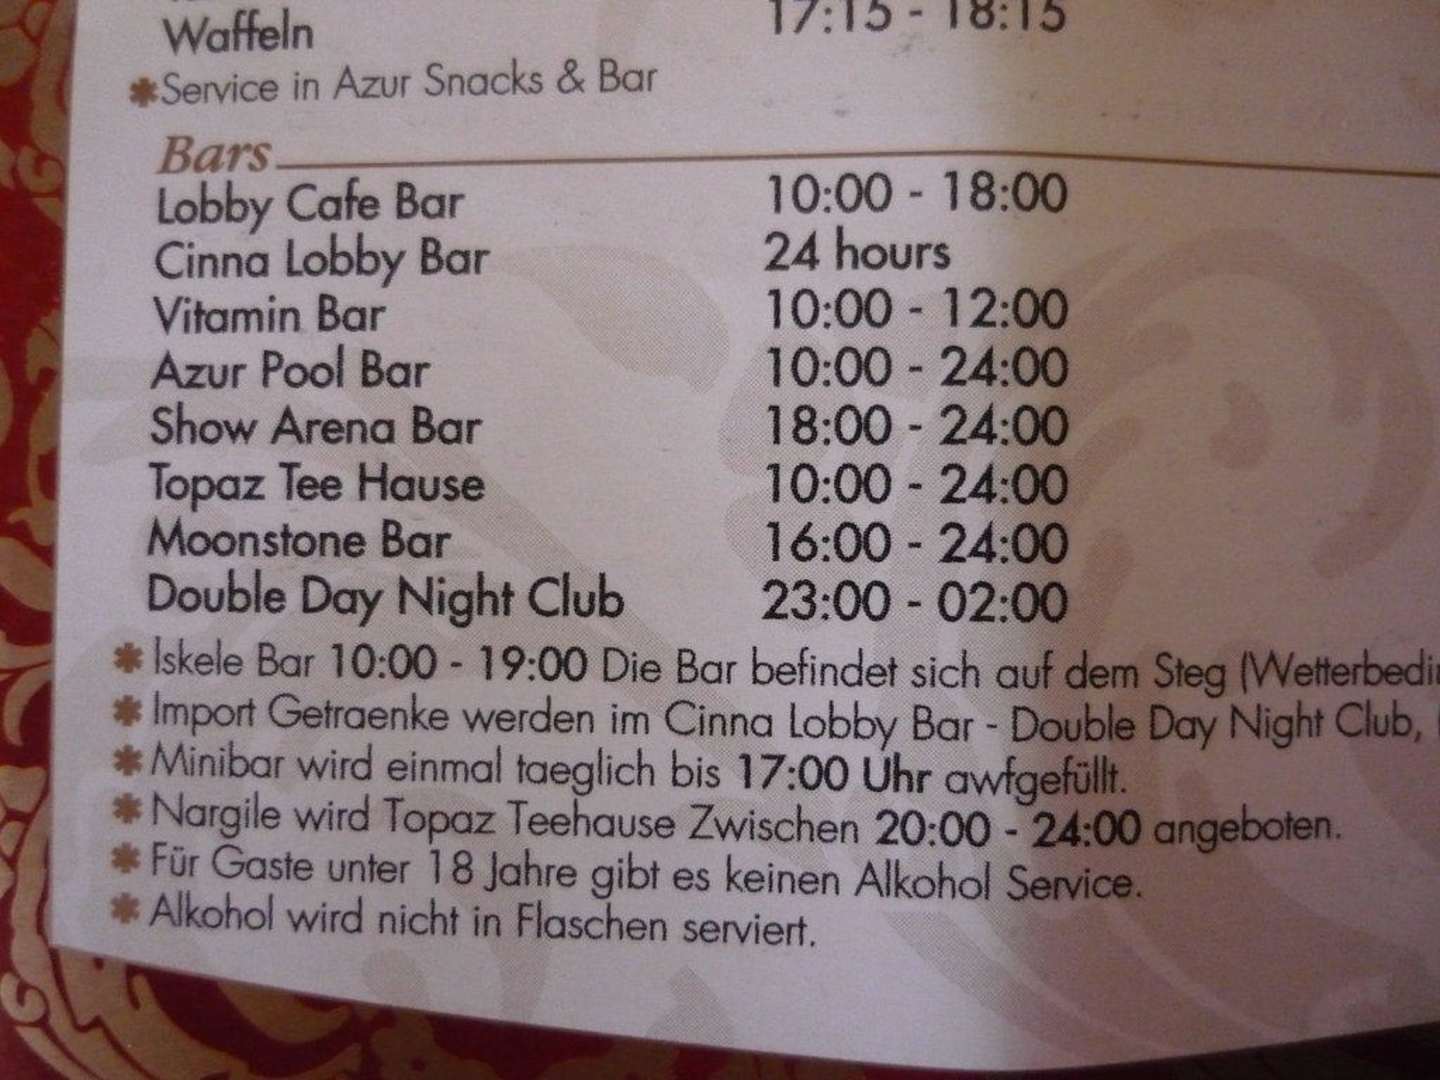 Waffeln 17:15 - 18:15
*Service in Azur Snacks & Bar
Bars
Lobby Cafe Bar 10:00 - 18:00
Cinna Lobby Bar 24 hours
Vitamin Bar 10:00 - 12:00
Azur Pool Bar 10:00 - 24:00
Show Arena Bar 18:00 - 24:00
Topaz Tee Hause 10:00 - 24:00
Moonstone Bar 16:00 - 24:00
Double Day Night Club 23:00 - 02:00
* Iskele Bar 10:00 - 19:00 Die Bar befindet sich auf dem Steg
* Import Getraenke werden im Cinna Lobby Bar - Double Day Night Club,
* Minibar wird einmal taeglich bis 17:00 Uhr awfgefüllt.
* Nargile wird Topaz Teehause Zwischen 20:00 - 24:00 angeboten.
* Für Gaste unter 18 Jahre gibt es keinen Alkohol Service.
* Alkohol wird nicht in Flaschen serviert.